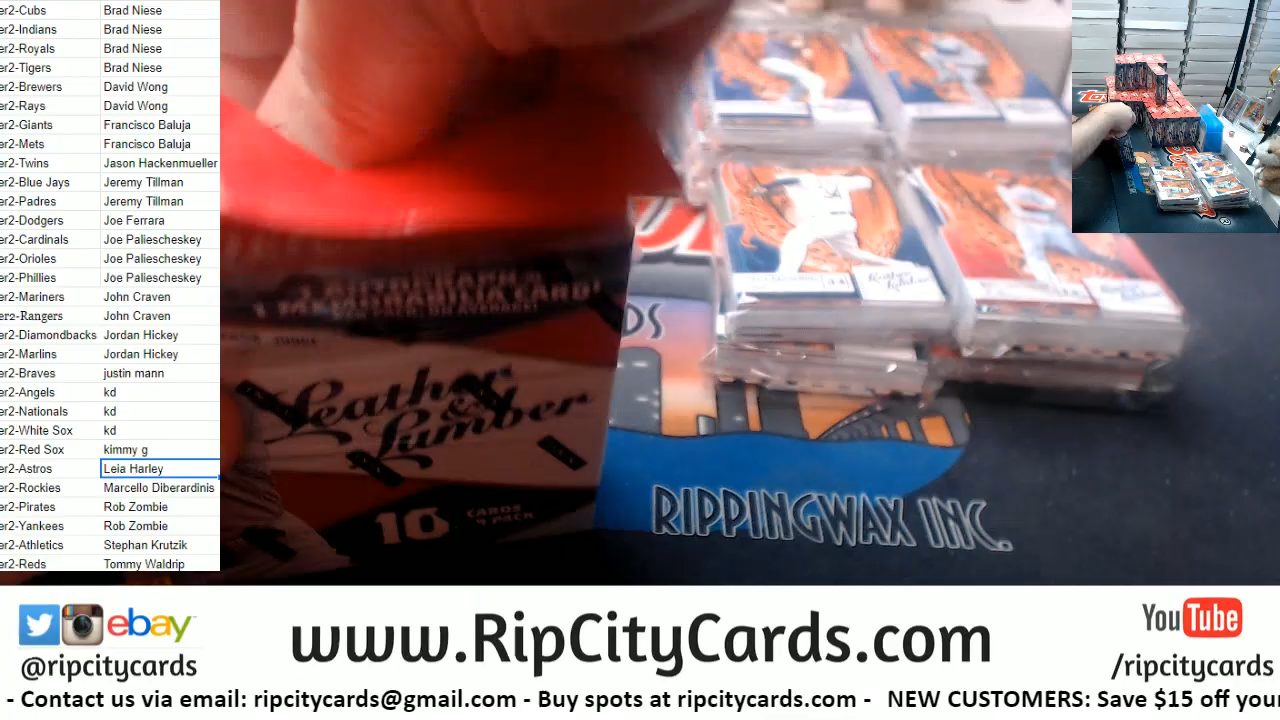 er2-Cubs Brad Niese
er2-Indians Brad Niese
er2-Royals Brad Niese
er2-Tigers Brad Niese
er2-Brewers David Wong
er2-Rays David Wong
er2-Giants Francisco Baluja
er2-Mets Francisco Baluja
er2-Twins Jason Hackenmueller
er2-Blue Jays Jeremy Tillman
er2-Padres Jeremy Tillman
er2-Dodgers Joe Ferrara
er2-Cardinals Joe Paliescheskey
er2-Orioles Joe Paliescheskey
er2-Phillies Joe Paliescheskey
er2-Mariners John Craven
er2-Rangers John Craven
er2-Diamondbacks Jordan Hickey
er2-Marlins Jordan Hickey
er2-Braves justin mann
er2-Angels kd
er2-Nationals kd
er2-White Sox kd
er2-Red Sox kimmy g
er2-Astros Leia Harley
er2-Rockies Marcello Diberardinis
er2-Pirates Rob Zombie
er2-Yankees Rob Zombie
er2-Athletics Stephan Krutzik
er2-Reds Tommy Waldrip
1 MEMORABILIA CARD!
Leather
&
Lumber
10 CARDS
PACK
DS
RIPPINGWAX INC.
ebay
@ripcitycards
www.RipCityCards.com
YouTube
/ripcitycards
- Contact us via email: ripcitycards@gmail.com - Buy spots at ripcitycards.com - NEW CUSTOMERS: Save $15 off your